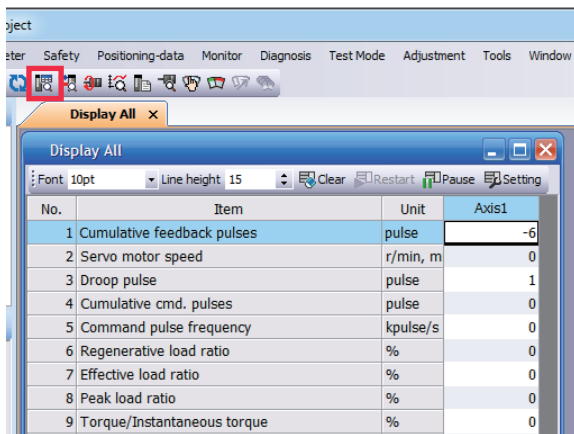 oject
eter Safety Positioning-data Monitor Diagnosis Test Mode Adjustment Tools Window
Display All ×
Display All
Font 10pt Line height 15 Clear Restart Pause Setting
No. Item Unit Axis1
1 Cumulative feedback pulses pulse -6
2 Servo motor speed r/min, m 0
3 Droop pulse pulse 1
4 Cumulative cmd. pulses pulse 0
5 Command pulse frequency kpulse/s 0
6 Regenerative load ratio % 0
7 Effective load ratio % 0
8 Peak load ratio % 0
9 Torque/Instantaneous torque % 0